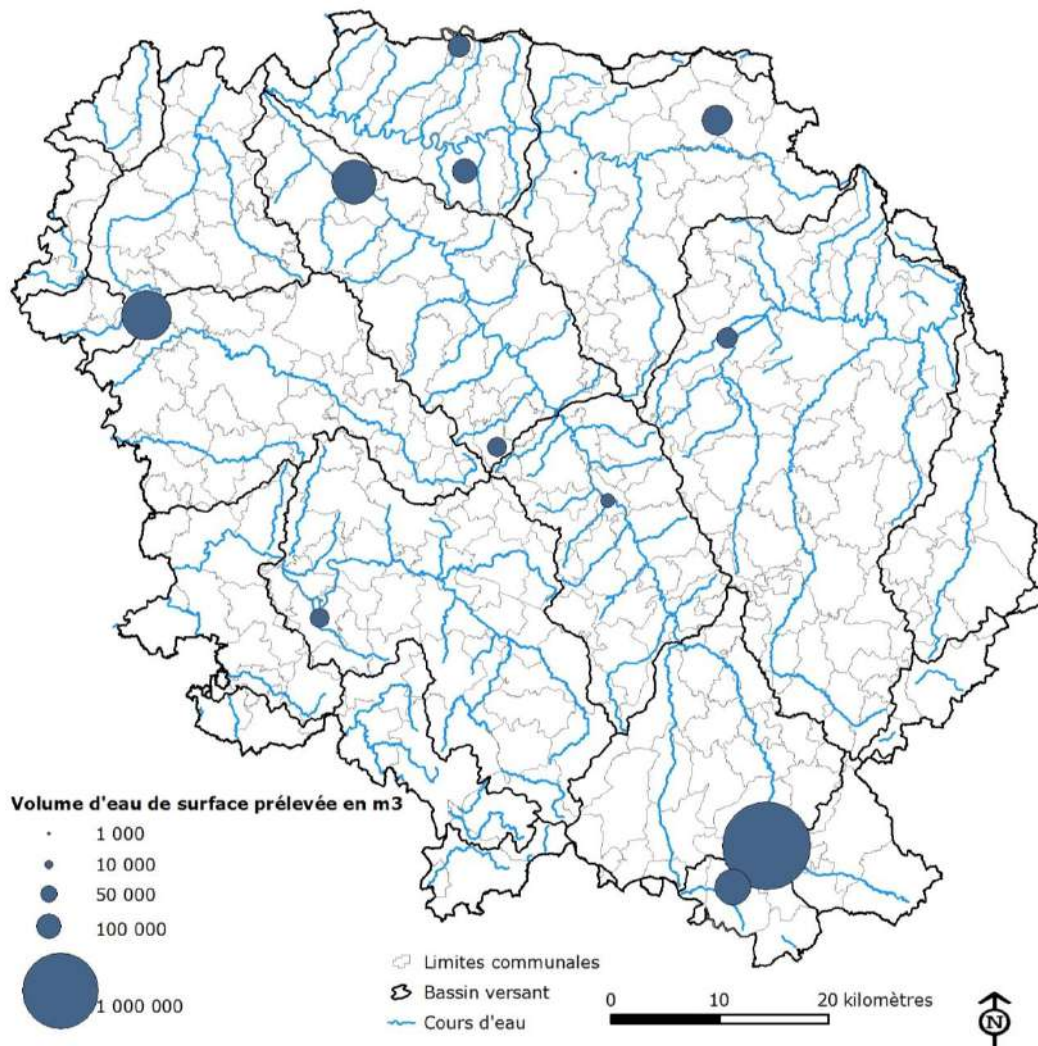 Volume d'eau de surface prélevée en m3
1 000
10 000
50 000
100 000
1 000 000
Limites communales
Bassin versant
Cours d'eau
0 10 20 kilomètres
N